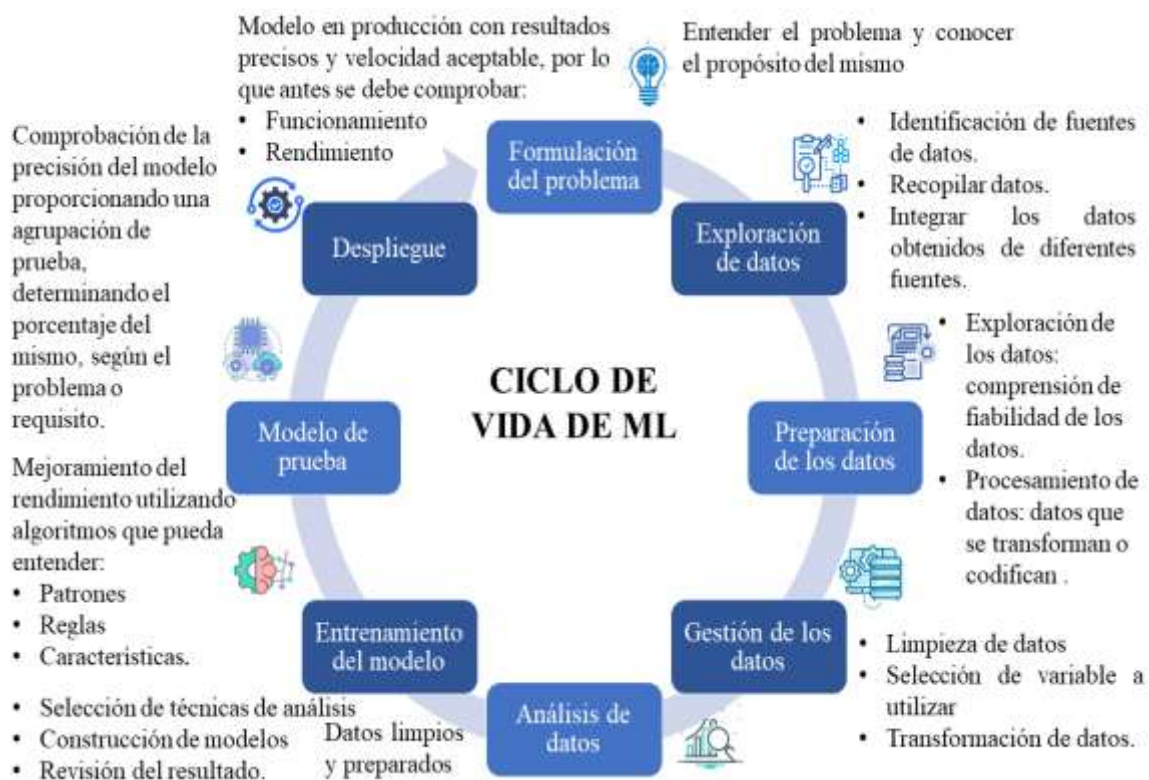 Modelo en producción con resultados
precisos y velocidad aceptable, por lo
que antes se debe comprobar:
• Funcionamiento
• Rendimiento
Entender el problema y conocer
el propósito del mismo
Formulación
del problema
• Identificación de fuentes
de datos.
• Recopilar datos.
• Integrar los datos
obtenidos de diferentes
fuentes.
Exploración
de datos
• Exploración de
los datos:
comprensión de
fiabilidad de los
datos.
• Procesamiento de
datos: datos que
se transforman o
codifican .
Preparación
de los datos
Gestión de los
datos
• Limpieza de datos
• Selección de variable a
utilizar
• Transformación de datos.
Análisis de
datos
Datos limpios
y preparados
• Selección de técnicas de análisis
• Construcción de modelos
• Revisión del resultado.
Entrenamiento
del modelo
Mejoramiento del
rendimiento utilizando
algoritmos que pueda
entender:
• Patrones
• Reglas
• Características.
Modelo de
prueba
Comprobación de la
precisión del modelo
proporcionando una
agrupación de
prueba,
determinando el
porcentaje del
mismo, según el
problema o
requisito.
Despliegue
CICLO DE
VIDA DE ML